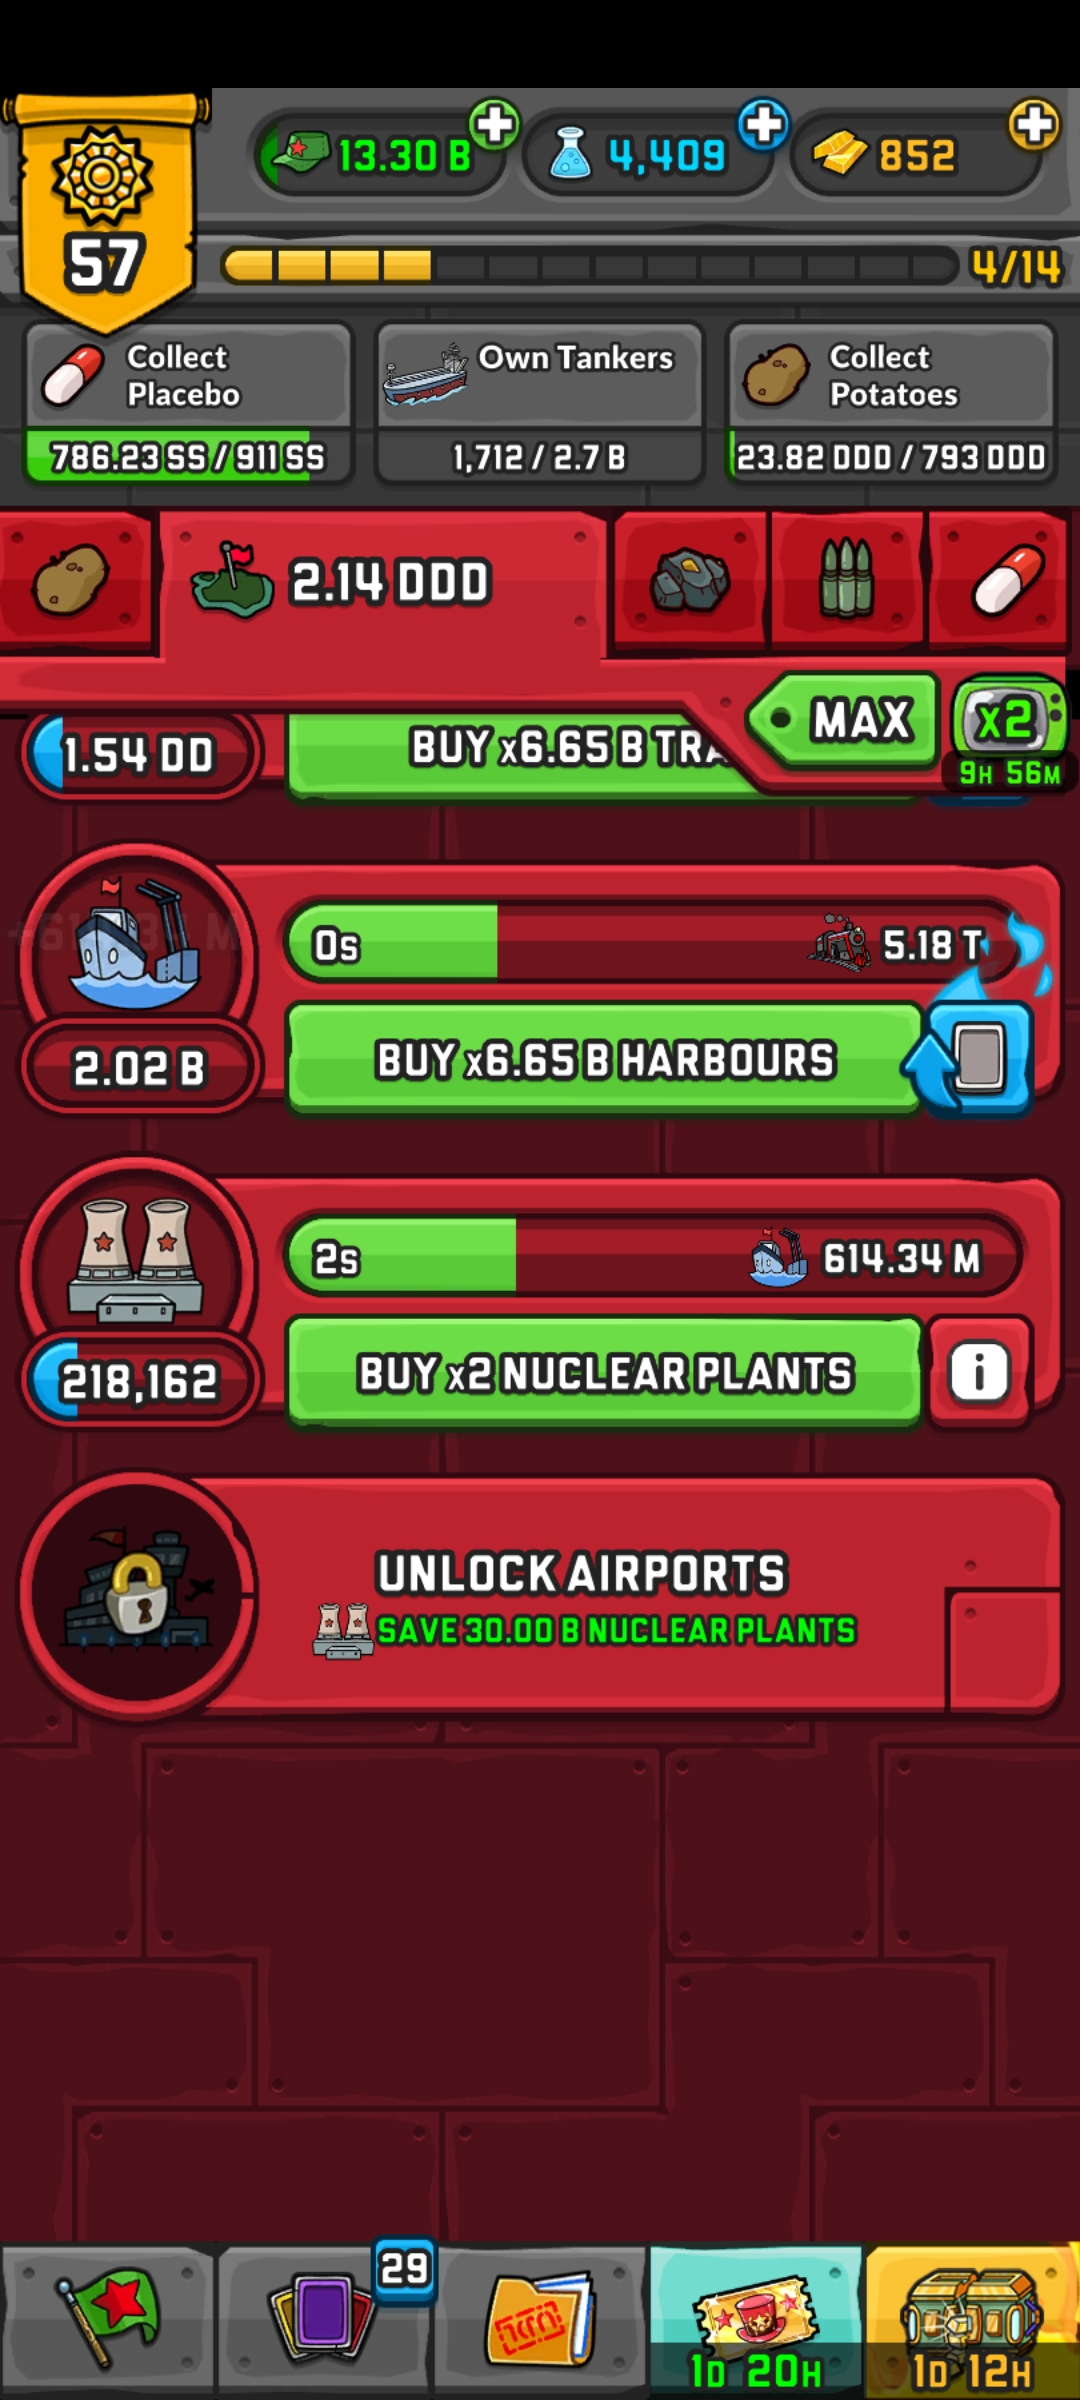 13.30 B
4,409
852
57
4/14
Collect
Placebo
786.23 SS / 911 SS
Own Tankers
1,712 / 2.7 B
Collect
Potatoes
23.82 DDD / 793 DDD
2.14 DDD
MAX
x2
9H 56M
1.54 DD
BUY x6.65 B
0s
5.18 T
2.02 B
BUY x6.65 B HARBOURS
2s
614.34 M
218,162
BUY x2 NUCLEAR PLANTS
i
UNLOCK AIRPORTS
SAVE 30.00 B NUCLEAR PLANTS
29
1D 20H
1D 12H